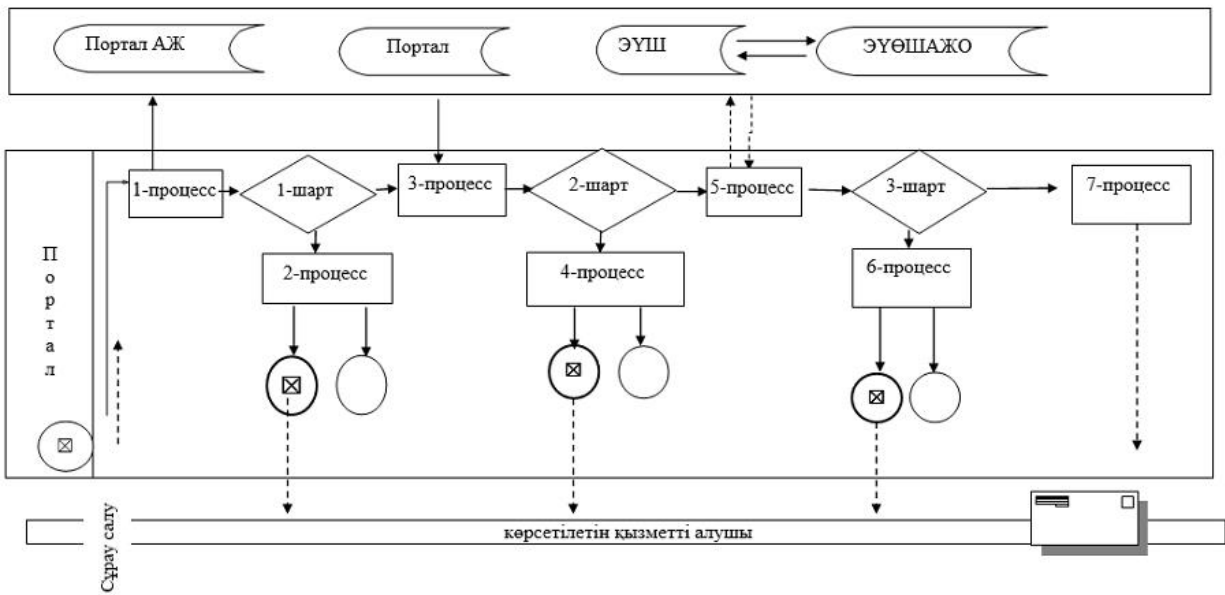 Портал АЖ
Портал
ЭҮШ
ЭҮӨШАЖО
1-процесс
1-шарт
3-процесс
2-шарт
5-процесс
3-шарт
7-процесс
2-процесс
4-процесс
6-процесс
Портал
Сұрау салу
көрсетілетін қызметті алушы